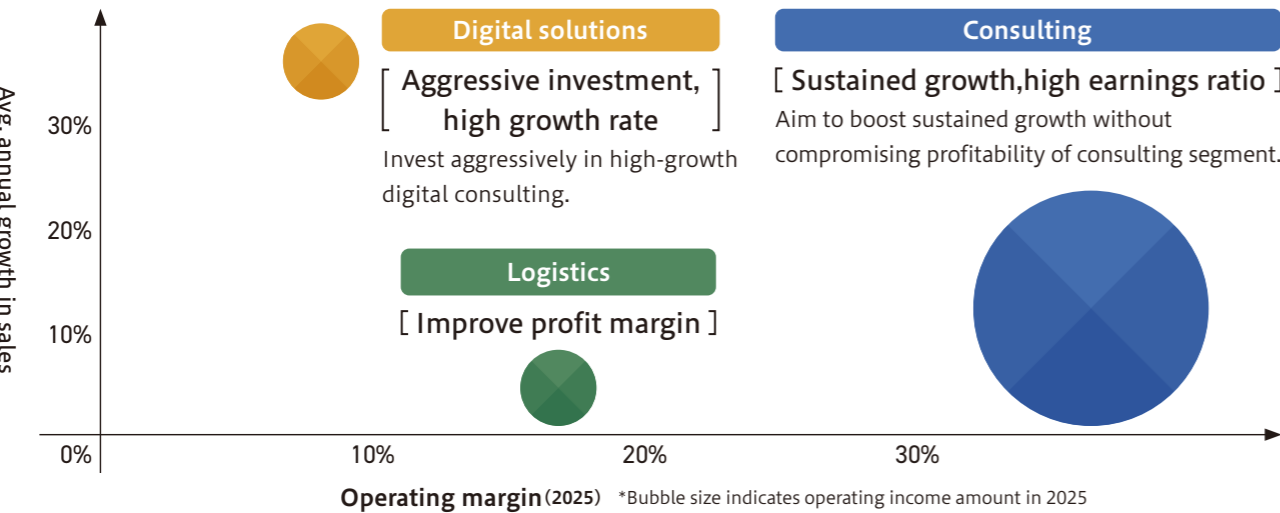 Avg. annual growth in sales
30%
20%
10%
0%
10%
20%
30%
Digital solutions
[ Aggressive investment,
high growth rate ]
Invest aggressively in high-growth
digital consulting.
Consulting
[ Sustained growth,high earnings ratio ]
Aim to boost sustained growth without
compromising profitability of consulting segment.
Logistics
[ Improve profit margin ]
Operating margin(2025) *Bubble size indicates operating income amount in 2025